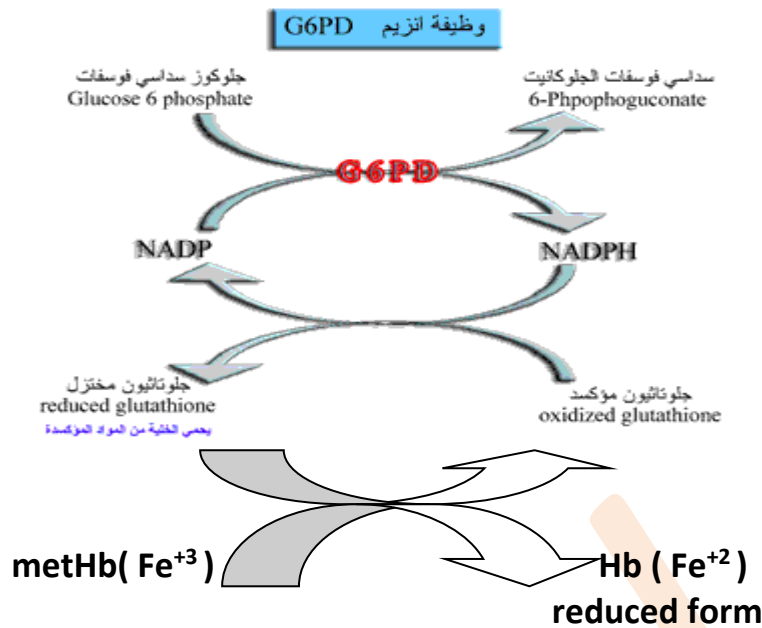 وظيفة انزيم G6PD
جلوكوز سداسي فوسفات
Glucose 6 phosphate
سداسي فوسفات الجلوكانيت
6-Phpophoguconate
G6PD
NADP
NADPH
جلوتاثيون مختزل
reduced glutathione
يحمي الخلية من المواد المؤكسدة
جلوتاثيون مؤكسد
oxidized glutathione
metHb( Fe⁺³ )
Hb ( Fe⁺² )
reduced form